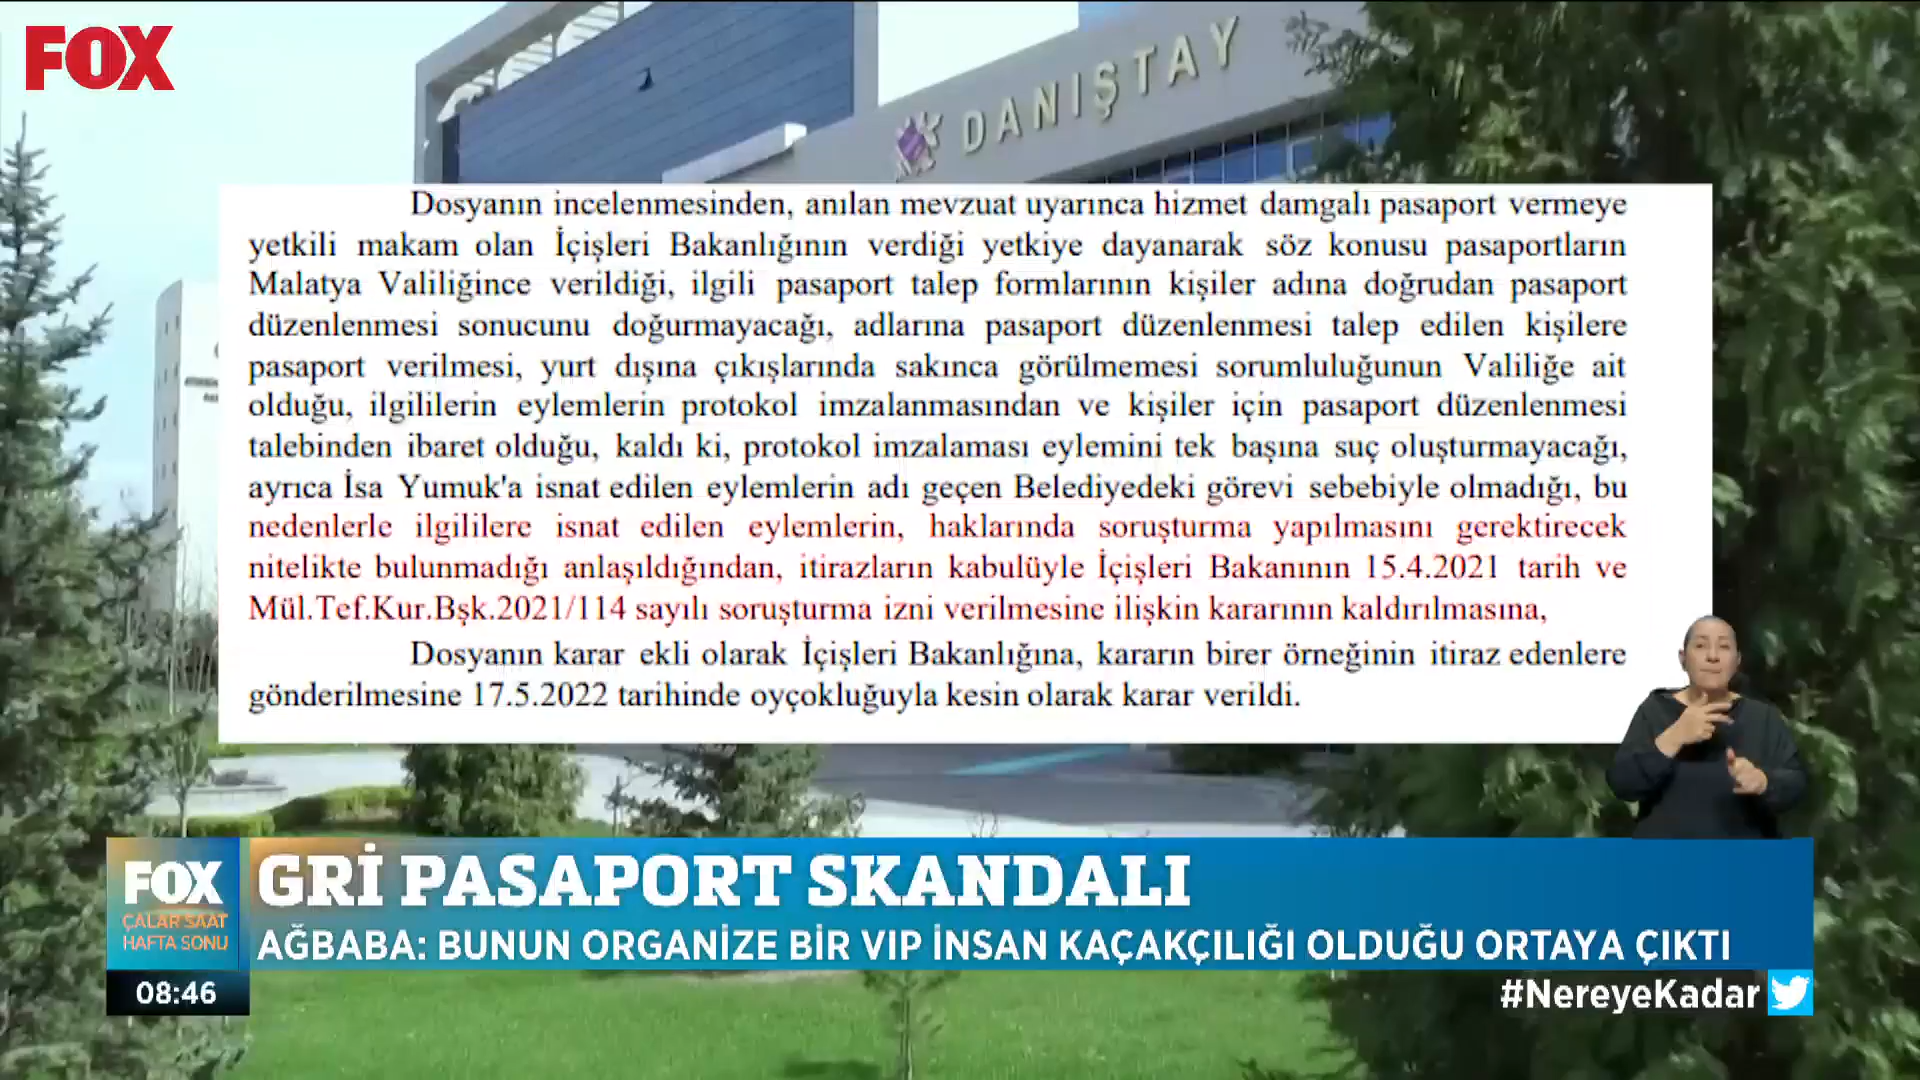 FOX
DANIŞTAY
Dosyanın incelenmesinden, anılan mevzuat uyarınca hizmet damgalı pasaport vermeye
yetkili makam olan İçişleri Bakanlığının verdiği yetkiye dayanarak söz konusu pasaportların
Malatya Valiliğince verildiği, ilgili pasaport talep formlarının kişiler adına doğrudan pasaport
düzenlenmesi sonucunu doğurmayacağı, adlarına pasaport düzenlenmesi talep edilen kişilere
pasaport verilmesi, yurt dışına çıkışlarında sakınca görülmemesi sorumluluğunun Valiliğe ait
olduğu, ilgililerin eylemlerin protokol imzalanmasından ve kişiler için pasaport düzenlenmesi
talebinden ibaret olduğu, kaldı ki, protokol imzalaması eylemini tek başına suç oluşturmayacağı,
ayrıca İsa Yumuk'a isnat edilen eylemlerin adı geçen Belediyedeki görevi sebebiyle olmadığı, bu
nedenlerle ilgililere isnat edilen eylemlerin, haklarında soruşturma yapılmasını gerektirecek
nitelikte bulunmadığı anlaşıldığından, itirazların kabulüyle İçişleri Bakanının 15.4.2021 tarih ve
Mül.Tef.Kur.Bşk.2021/114 sayılı soruşturma izni verilmesine ilişkin kararının kaldırılmasına,
Dosyanın karar ekli olarak İçişleri Bakanlığına, kararın birer örneğinin itiraz edenlere
gönderilmesine 17.5.2022 tarihinde oyçokluğuyla kesin olarak karar verildi.
FOX
ÇALAR SAAT
HAFTA SONU
GRİ PASAPORT SKANDALI
AĞBABA: BUNUN ORGANİZE BİR VIP İNSAN KAÇAKÇILIĞI OLDUĞU ORTAYA ÇIKTI
08:46
#NereyeKadar